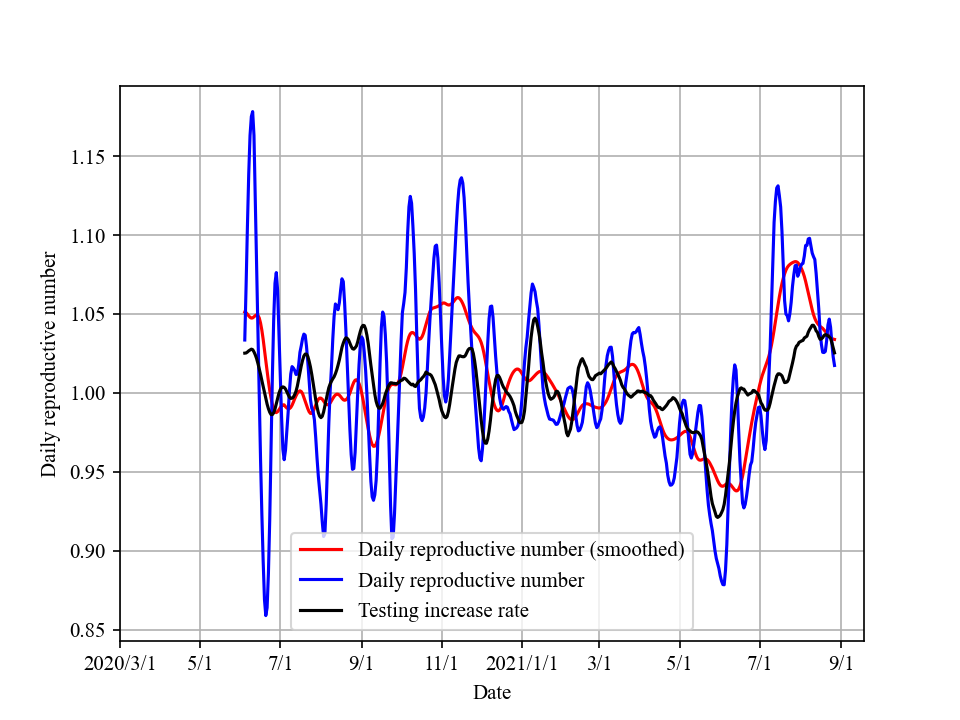 Daily reproductive number
1.15
1.10
1.05
1.00
0.95
0.90
0.85
Daily reproductive number (smoothed)
Daily reproductive number
Testing increase rate
2020/3/1 5/1 7/1 9/1 11/1 2021/1/1 3/1 5/1 7/1 9/1
Date